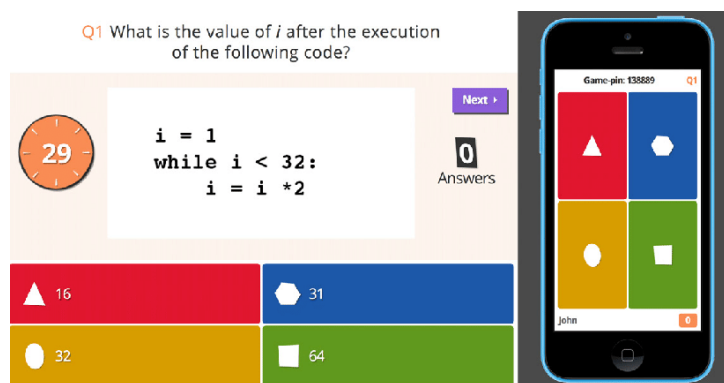 Q1 What is the value of i after the execution
of the following code?
Next
29
i = 1
while i < 32:
i = i *2
0
Answers
16
31
32
64
Game-pin: 138889 Q1
John 0